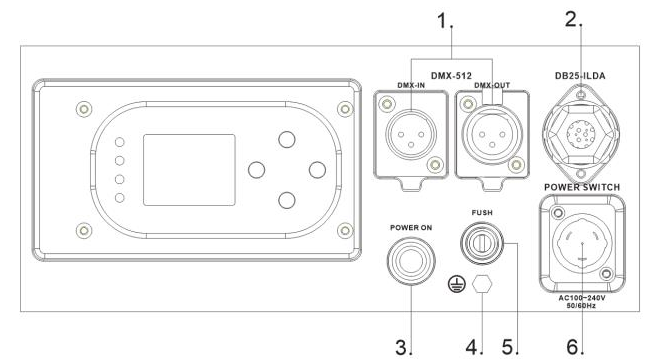 1.
2.
DMX-512
DB25-ILDA
DMX-IN
DMX-OUT
POWER SWITCH
FUSH
POWER ON
AC100~240V
50/60Hz
3.
4.
5.
6.